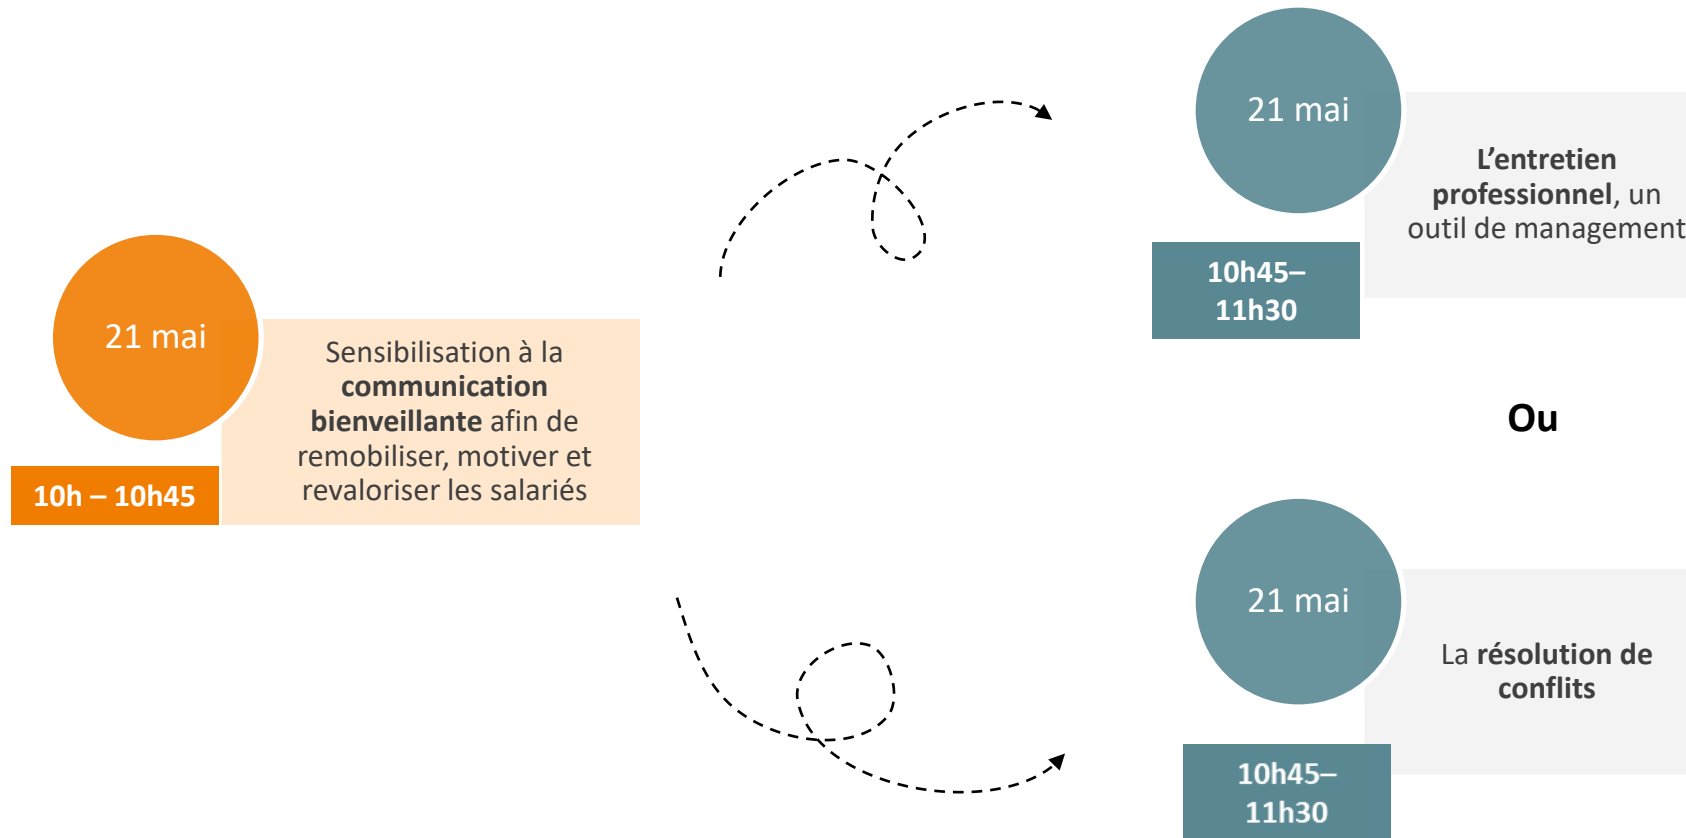 21 mai
Sensibilisation à la
communication
bienveillante afin de
remobiliser, motiver et
revaloriser les salariés
10h – 10h45
21 mai
L’entretien
professionnel, un
outil de management
10h45–
11h30
Ou
21 mai
La résolution de
conflits
10h45–
11h30